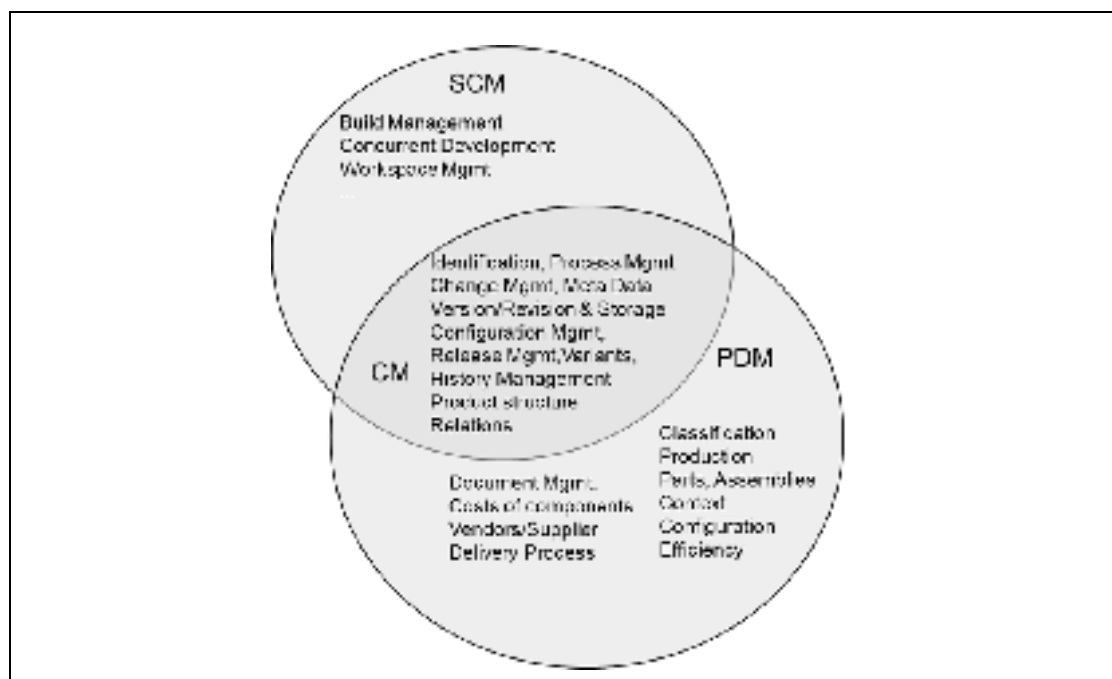 SCM
Build Management
Concurrent Development
Workspace Mgmt
...
Identification, Process Mgmt
Change Mgmt, Meta Data
Version/Revision & Storage
Configuration Mgmt,
Release Mgmt,Variants,
CM
History Management
Product structure
Relations
PDM
Classification
Production
Parts, Assemblies
Context
Configuration
Efficiency
Document Mgmt,
Costs of components
Vendors/Supplier
Delivery Process